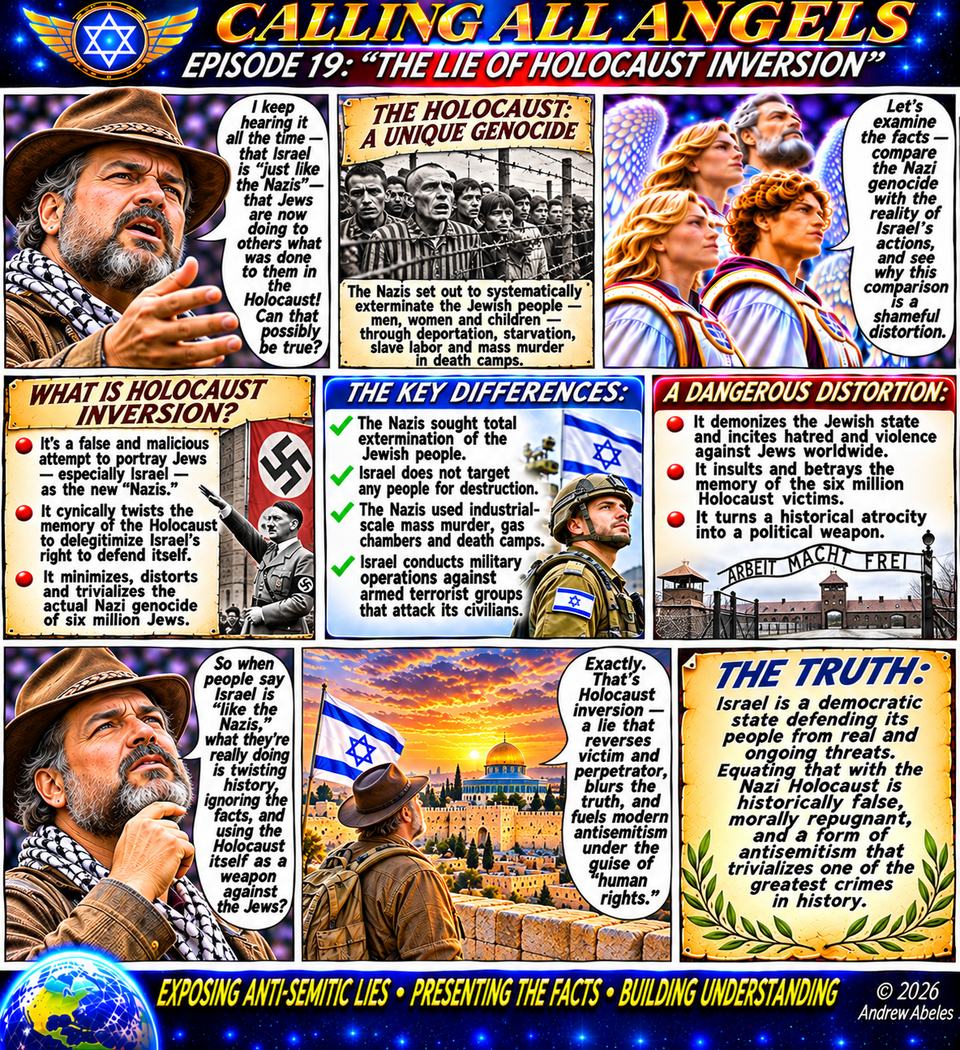 CALLING ALL ANGELS
EPISODE 19: “THE LIE OF HOLOCAUST INVERSION”
I keep
hearing it
all the time —
that Israel
is “just like
the Nazis”—
that Jews
are now
doing to
others what
was done
to them in
the
Holocaust!
Can that
possibly
be true?
THE HOLOCAUST:
A UNIQUE GENOCIDE
The Nazis set out to systematically
exterminate the Jewish people —
men, women and children —
through deportation, starvation,
slave labor and mass murder
in death camps.
Let’s
examine
the facts —
compare
the Nazi
genocide
with the
reality of
Israel’s
actions,
and see
why this
comparison
is a
shameful
distortion.
WHAT IS HOLOCAUST
INVERSION?
It’s a false and malicious
attempt to portray Jews
— especially Israel —
as the new “Nazis.”
It cynically twists the
memory of the Holocaust
to delegitimize Israel’s
right to defend itself.
It minimizes, distorts
and trivializes the
actual Nazi genocide
of six million Jews.
THE KEY DIFFERENCES:
The Nazis sought total
extermination of the
Jewish people.
Israel does not target
any people for destruction.
The Nazis used industrial-
scale mass murder, gas
chambers and death camps.
Israel conducts military
operations against
armed terrorist groups
that attack its civilians.
A DANGEROUS DISTORTION:
It demonizes the Jewish state
and incites hatred and violence
against Jews worldwide.
It insults and betrays the
memory of the six million
Holocaust victims.
It turns a historical atrocity
into a political weapon.
ARBEIT MACHT FREI
So when
people say
Israel is
“like the
Nazis,”
what they’re
really doing
is twisting
history,
ignoring the
facts, and
using the
Holocaust
itself as a
weapon
against
the Jews?
Exactly.
That’s
Holocaust
inversion —
a lie that
reverses
victim and
perpetrator,
blurs the
truth, and
fuels modern
antisemitism
under the
guise of
“human
rights.”
THE TRUTH:
Israel is a democratic
state defending its
people from real and
ongoing threats.
Equating that with the
Nazi Holocaust is
historically false,
morally repugnant,
and a form of
antisemitism that
trivializes one of the
greatest crimes
in history.
EXPOSING ANTI-SEMITIC LIES • PRESENTING THE FACTS • BUILDING UNDERSTANDING
© 2026
Andrew Abeles